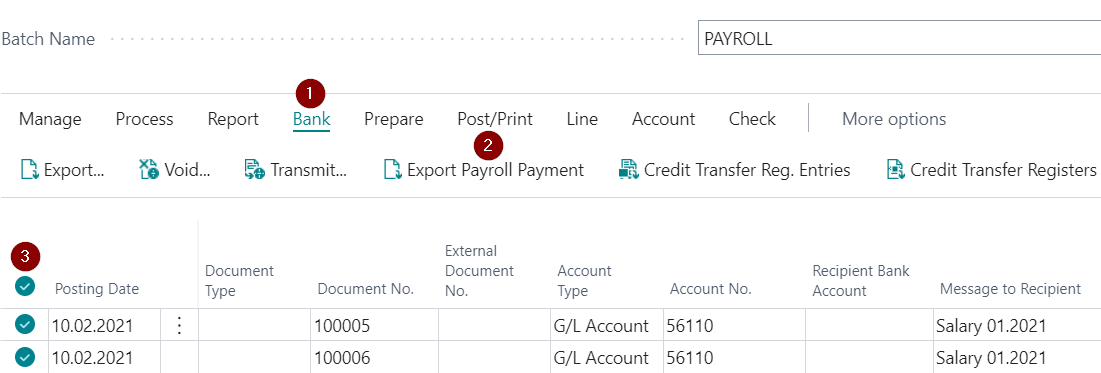 Batch Name PAYROLL
1
Manage Process Report Bank Prepare Post/Print Line Account Check More options
2
Export... Void... Transmit... Export Payroll Payment Credit Transfer Reg. Entries Credit Transfer Registers
3
Posting Date Document Type Document No. External Document No. Account Type Account No. Recipient Bank Account Message to Recipient
10.02.2021 100005 G/L Account 56110 Salary 01.2021
10.02.2021 100006 G/L Account 56110 Salary 01.2021